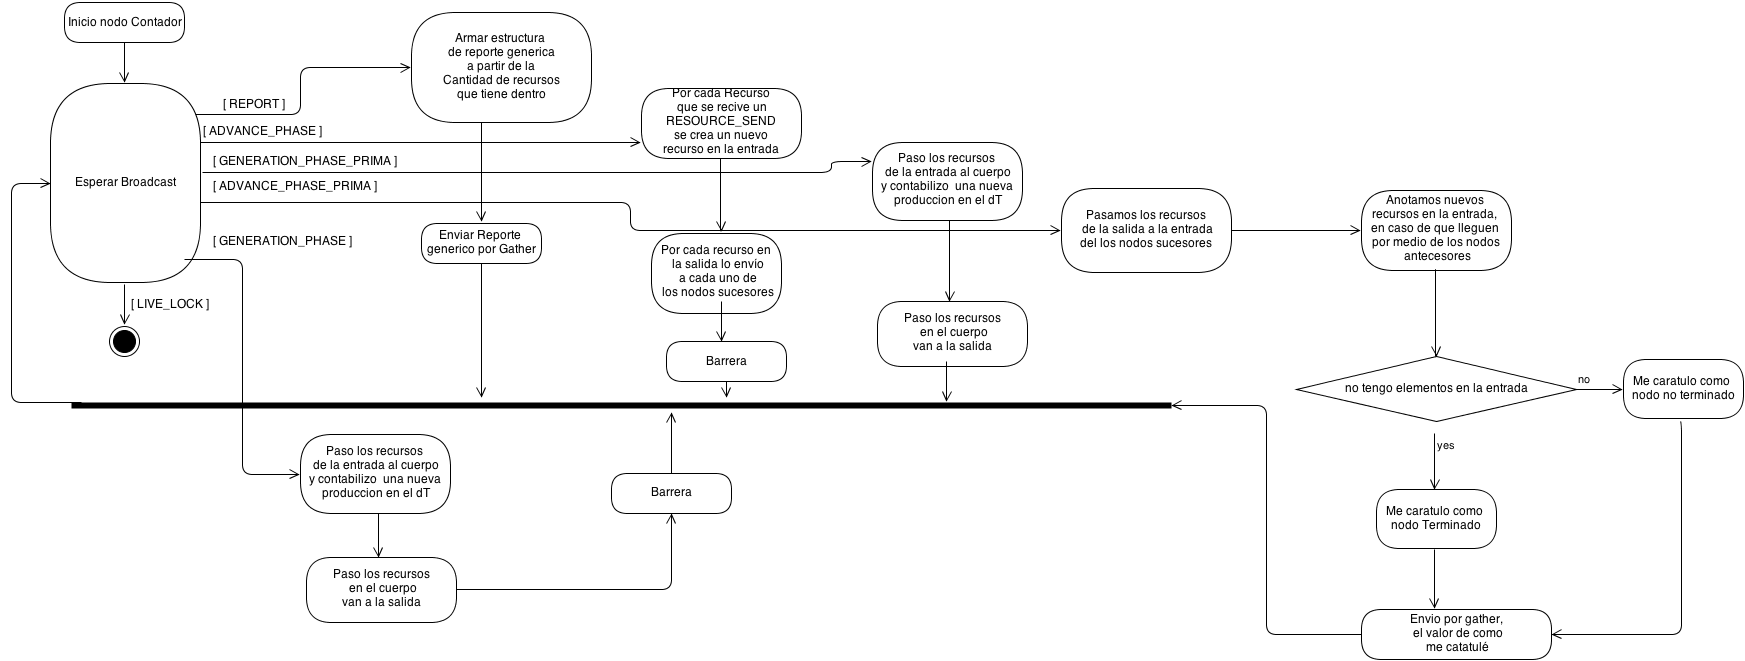 Inicio nodo Contador
Esperar Broadcast
[ REPORT ]
[ ADVANCE_PHASE ]
[ GENERATION_PHASE_PRIMA ]
[ ADVANCE_PHASE_PRIMA ]
[ GENERATION_PHASE ]
[ LIVE_LOCK ]
Armar estructura
de reporte generica
a partir de la
Cantidad de recursos
que tiene dentro
Enviar Reporte
generico por Gather
Por cada Recurso
que se recive un
RESOURCE_SEND
se crea un nuevo
recurso en la entrada
Por cada recurso en
la salida lo envío
a cada uno de
los nodos sucesores
Barrera
Paso los recursos
de la entrada al cuerpo
y contabilizo una nueva
produccion en el dT
Paso los recursos
en el cuerpo
van a la salida
Pasamos los recursos
de la salida a la entrada
del los nodos sucesores
Anotamos nuevos
recursos en la entrada,
en caso de que lleguen
por medio de los nodos
antecesores
no tengo elementos en la entrada
no
Me caratulo como
nodo no terminado
yes
Me caratulo como
nodo Terminado
Envio por gather,
el valor de como
me catatulé
Paso los recursos
de la entrada al cuerpo
y contabilizo una nueva
produccion en el dT
Paso los recursos
en el cuerpo
van a la salida
Barrera